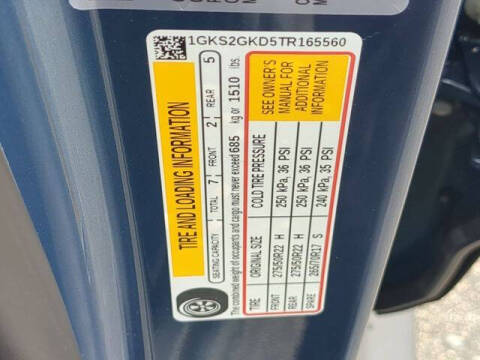 1GKS2GKD5TR165560
TIRE AND LOADING INFORMATION
SEATING CAPACITY TOTAL 7 FRONT 2 REAR 5
The combined weight of occupants and cargo must never exceed 685 kg or 1510 lbs
TIRE ORIGINAL SIZE COLD TIRE PRESSURE
FRONT 275/50R22 H 250 kPa, 36 PSI
REAR 275/50R22 H 250 kPa, 36 PSI
SPARE 265/70R17 S 240 kPa, 35 PSI
SEE OWNER'S
MANUAL FOR
ADDITIONAL
INFORMATION